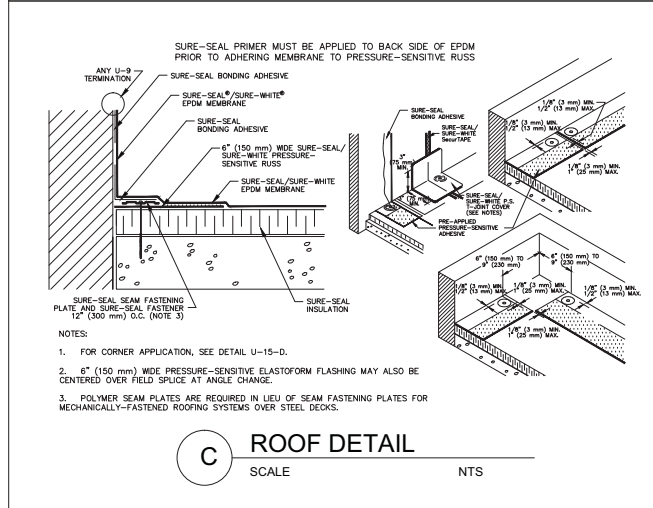 SURE-SEAL PRIMER MUST BE APPLIED TO BACK SIDE OF EPDM
PRIOR TO ADHERING MEMBRANE TO PRESSURE-SENSITIVE RUSS
ANY U-9
TERMINATION
SURE-SEAL BONDING ADHESIVE
SURE-SEAL®/SURE-WHITE®
EPDM MEMBRANE
SURE-SEAL
BONDING ADHESIVE
6" (150 mm) WIDE SURE-SEAL/
SURE-WHITE PRESSURE-
SENSITIVE RUSS
SURE-SEAL/SURE-WHITE
EPDM MEMBRANE
SURE-SEAL SEAM FASTENING
PLATE AND SURE-SEAL FASTENER
12" (300 mm) O.C. (NOTE 3)
SURE-SEAL
INSULATION
SURE-SEAL
BONDING ADHESIVE
SURE-SEAL/
SURE-WHITE
SecurTAPE
3"
(75 mm)
MIN.
(75 mm)
MIN.
SURE-SEAL/
SURE-WHITE P.S.
T-JOINT COVER
(SEE NOTES)
PRE-APPLIED
PRESSURE-SENSITIVE
ADHESIVE
1/8" (3 mm) MIN.
1/2" (13 mm) MAX.
1/8" (3 mm) MIN.
1/2" (13 mm) MAX.
1/8" (3 mm) MIN.
1" (25 mm) MAX.
6" (150 mm) TO
9" (230 mm)
6" (150 mm) TO
9" (230 mm)
1/8" (3 mm) MIN.
1/2" (13 mm) MAX.
1/8" (3 mm) MIN.
1" (25 mm) MAX.
1/8" (3 mm) MIN.
1/2" (13 mm) MAX.
1/8" (3 mm) MIN.
1" (25 mm) MAX.
NOTES:
1. FOR CORNER APPLICATION, SEE DETAIL U-15-D.
2. 6" (150 mm) WIDE PRESSURE-SENSITIVE ELASTOFORM FLASHING MAY ALSO BE
CENTERED OVER FIELD SPLICE AT ANGLE CHANGE.
3. POLYMER SEAM PLATES ARE REQUIRED IN LIEU OF SEAM FASTENING PLATES FOR
MECHANICALLY-FASTENED ROOFING SYSTEMS OVER STEEL DECKS.
C
ROOF DETAIL
SCALE NTS